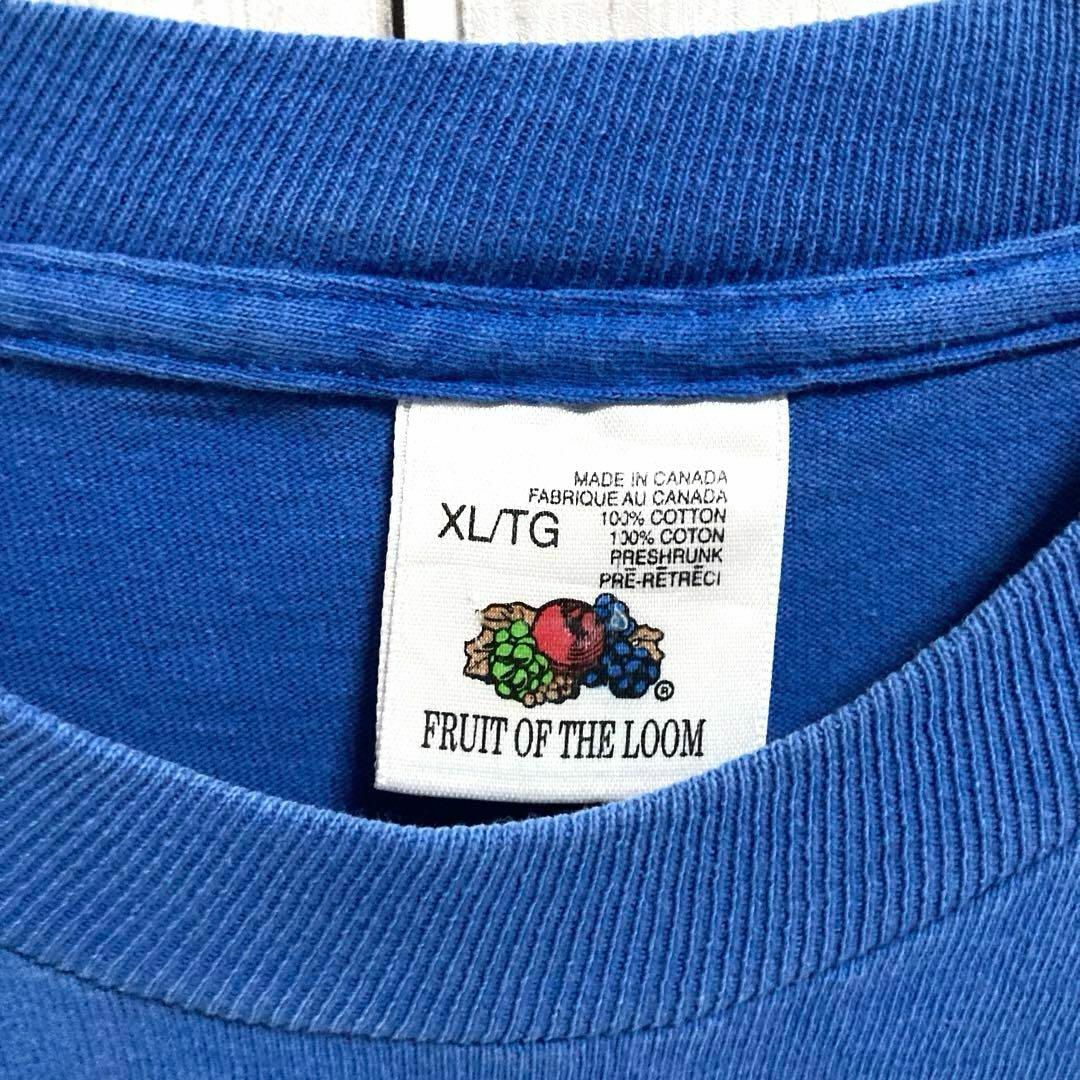 MADE IN CANADA
FABRIQUE AU CANADA
XL/TG
100% COTTON
100% COTON
PRESHRUNK
PRÉ-RÉTRÉCI
®
FRUIT OF THE LOOM